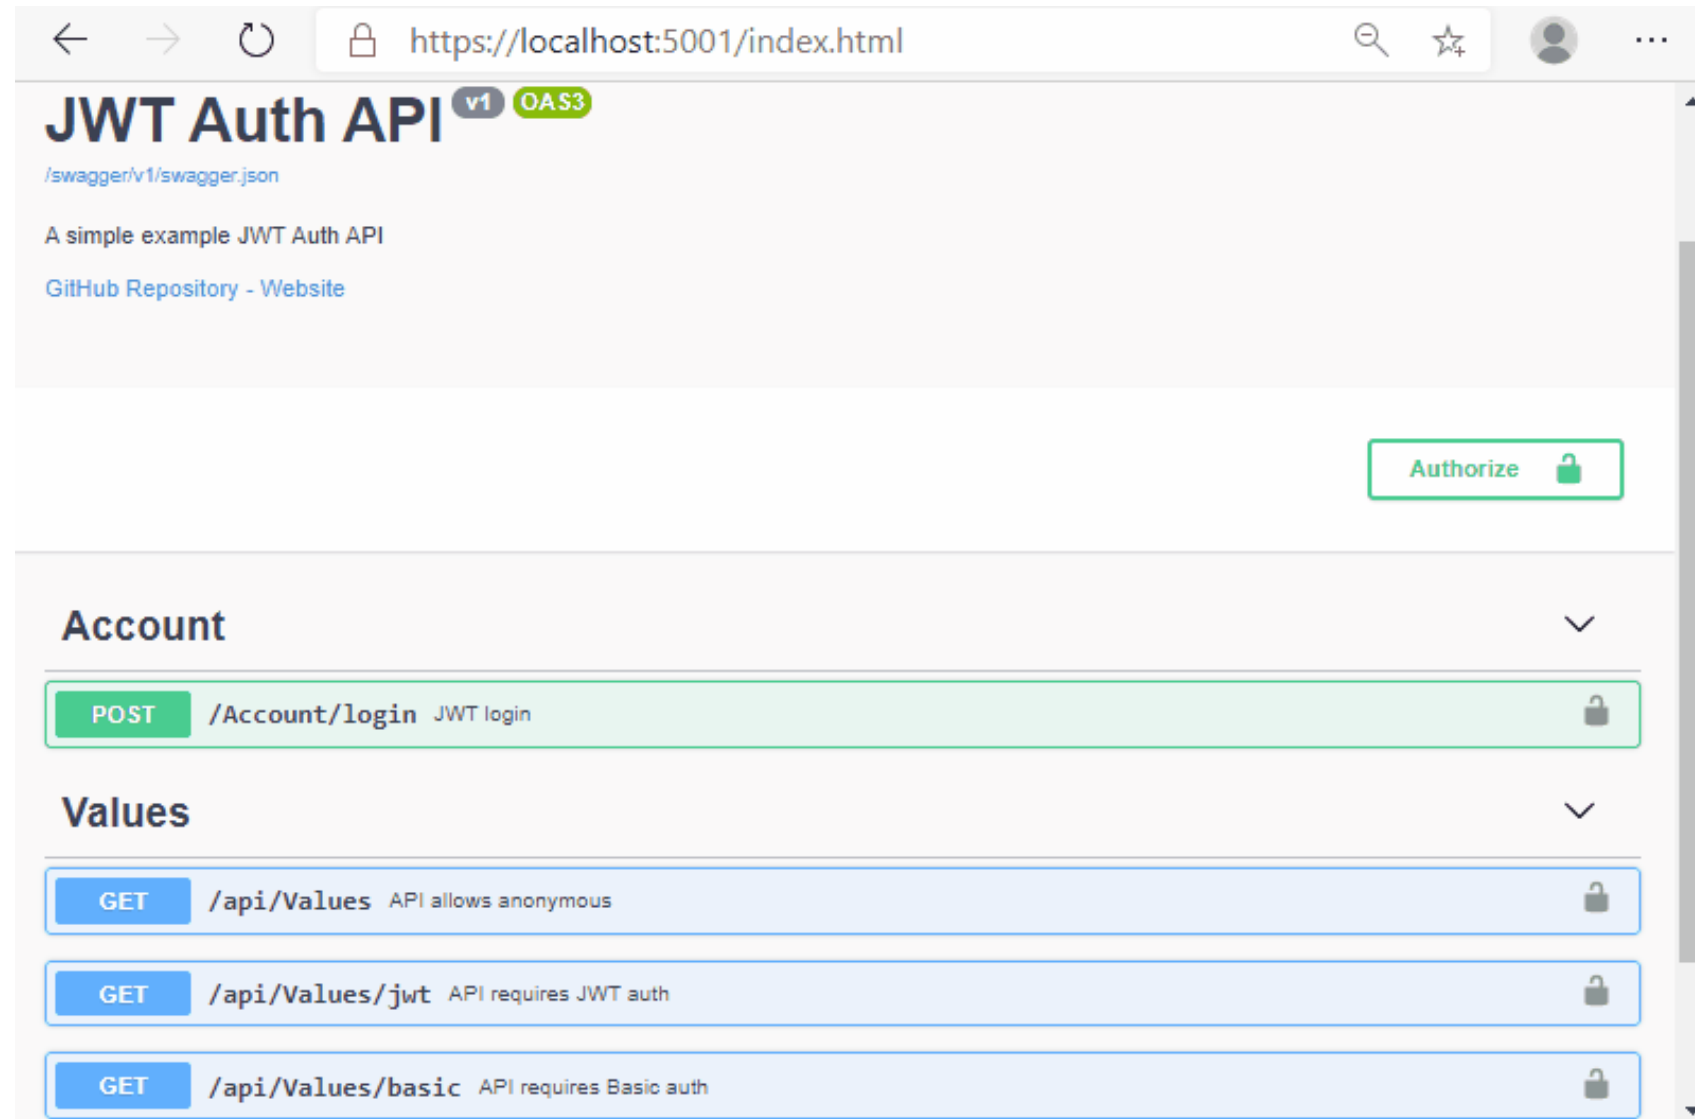 https://localhost:5001/index.html
JWT Auth API v1 OAS3
/swagger/v1/swagger.json
A simple example JWT Auth API
GitHub Repository - Website
Authorize
Account
POST /Account/login JWT login
Values
GET /api/Values API allows anonymous
GET /api/Values/jwt API requires JWT auth
GET /api/Values/basic API requires Basic auth